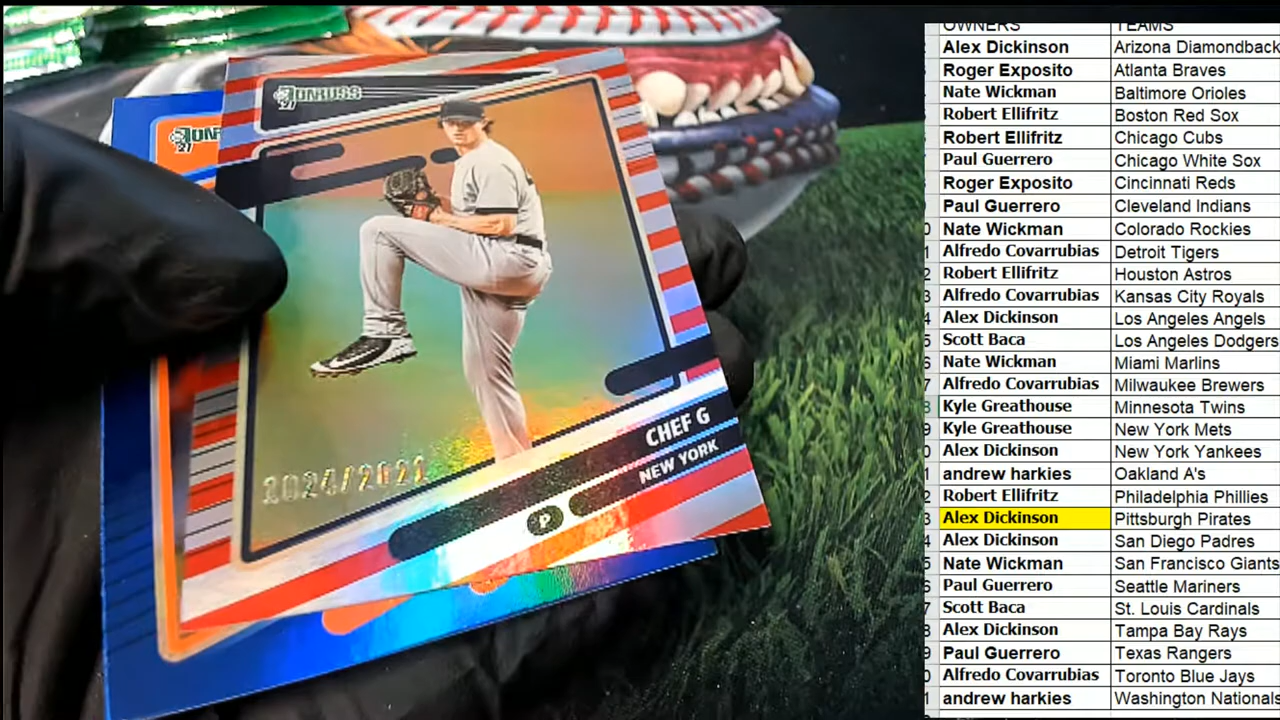 DONRUSS
'21
CHEF G
NEW YORK
P
OWNERS TEAMS
Alex Dickinson Arizona Diamondback
Roger Exposito Atlanta Braves
Nate Wickman Baltimore Orioles
Robert Ellifritz Boston Red Sox
Robert Ellifritz Chicago Cubs
Paul Guerrero Chicago White Sox
Roger Exposito Cincinnati Reds
Paul Guerrero Cleveland Indians
Nate Wickman Colorado Rockies
Alfredo Covarrubias Detroit Tigers
Robert Ellifritz Houston Astros
Alfredo Covarrubias Kansas City Royals
Alex Dickinson Los Angeles Angels
Scott Baca Los Angeles Dodgers
Nate Wickman Miami Marlins
Alfredo Covarrubias Milwaukee Brewers
Kyle Greathouse Minnesota Twins
Kyle Greathouse New York Mets
Alex Dickinson New York Yankees
andrew harkies Oakland A's
Robert Ellifritz Philadelphia Phillies
Alex Dickinson Pittsburgh Pirates
Alex Dickinson San Diego Padres
Nate Wickman San Francisco Giants
Paul Guerrero Seattle Mariners
Scott Baca St. Louis Cardinals
Alex Dickinson Tampa Bay Rays
Paul Guerrero Texas Rangers
Alfredo Covarrubias Toronto Blue Jays
andrew harkies Washington Nationals